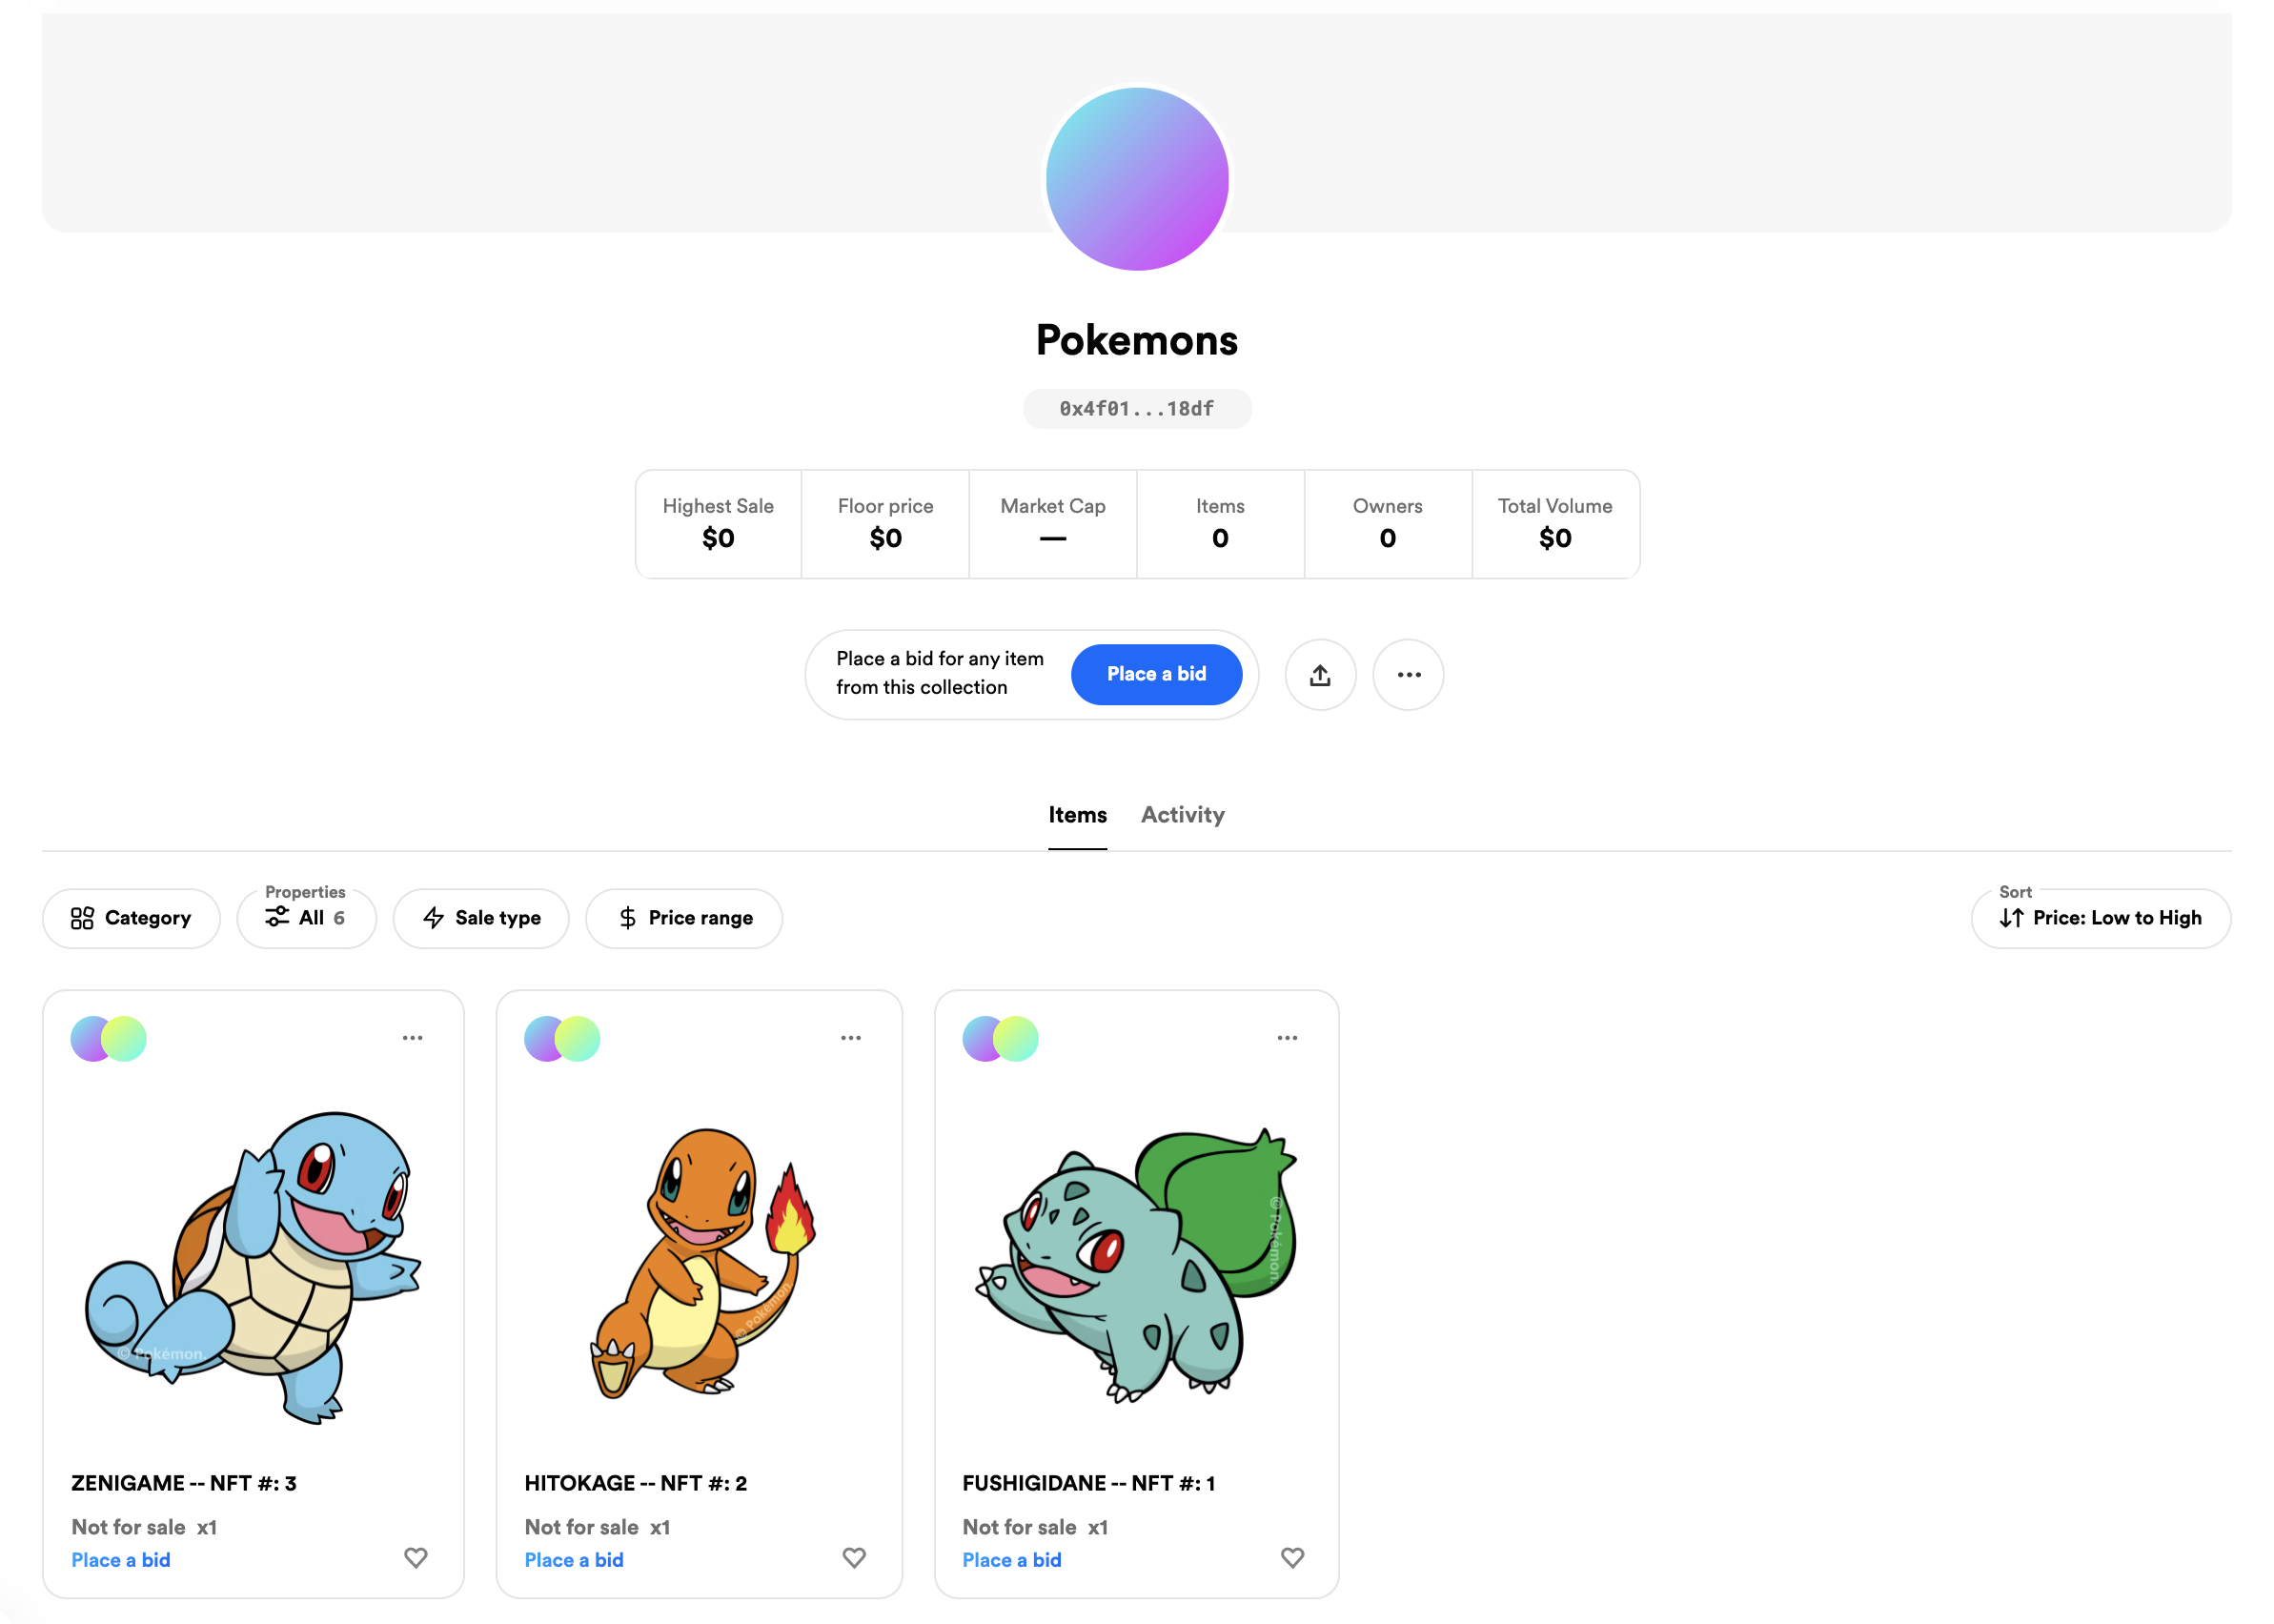 Pokemons
0x4f01...18df
Highest Sale
$0
Floor price
$0
Market Cap
—
Items
0
Owners
0
Total Volume
$0
Place a bid for any item
from this collection
Place a bid
Items
Activity
Category
Properties
All 6
Sale type
Price range
Sort
Price: Low to High
© Pokémon.
ZENIGAME -- NFT #: 3
Not for sale x1
Place a bid
© Pokémon.
HITOKAGE -- NFT #: 2
Not for sale x1
Place a bid
© Pokémon.
FUSHIGIDANE -- NFT #: 1
Not for sale x1
Place a bid